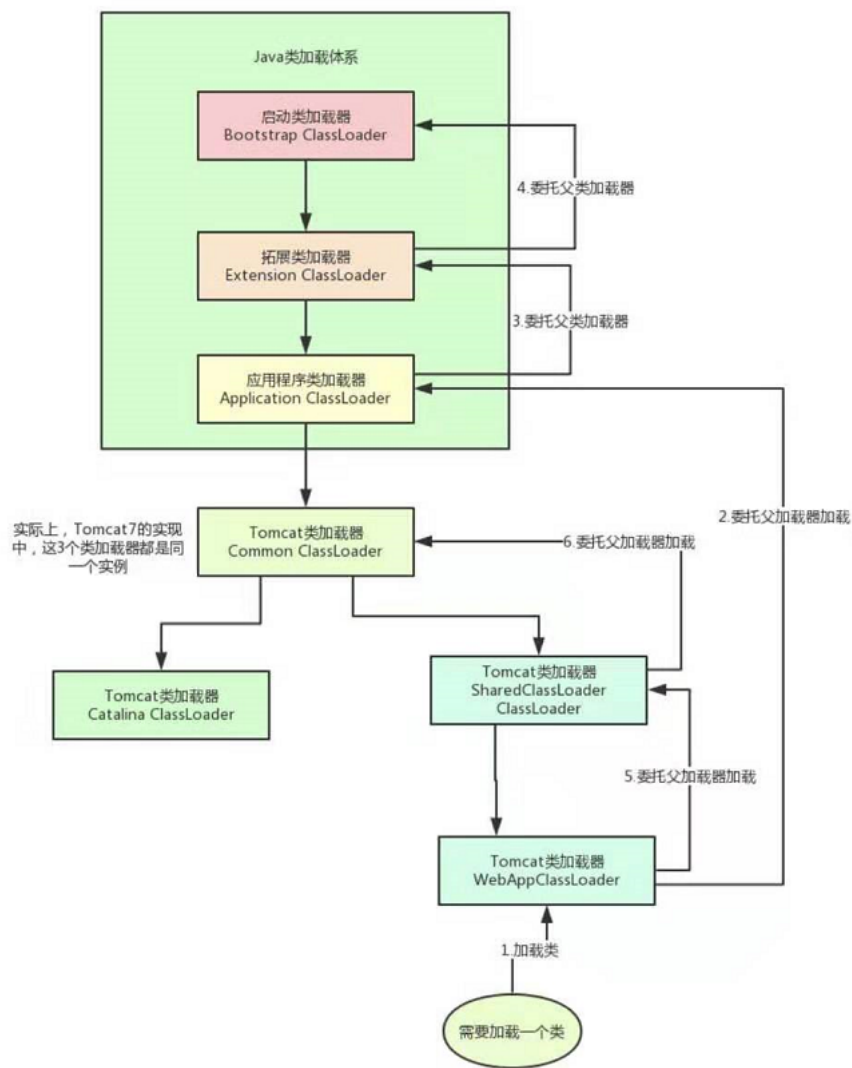 Java类加载体系
启动类加载器
Bootstrap ClassLoader
4.委托父类加载器
拓展类加载器
Extension ClassLoader
3.委托父类加载器
应用程序类加载器
Application ClassLoader
实际上，Tomcat7的实现
中，这3个类加载器都是同
一个实例
Tomcat类加载器
Common ClassLoader
2.委托父加载器加载
6.委托父加载器加载
Tomcat类加载器
Catalina ClassLoader
Tomcat类加载器
SharedClassLoader
ClassLoader
5.委托父加载器加载
Tomcat类加载器
WebAppClassLoader
1.加载类
需要加载一个类